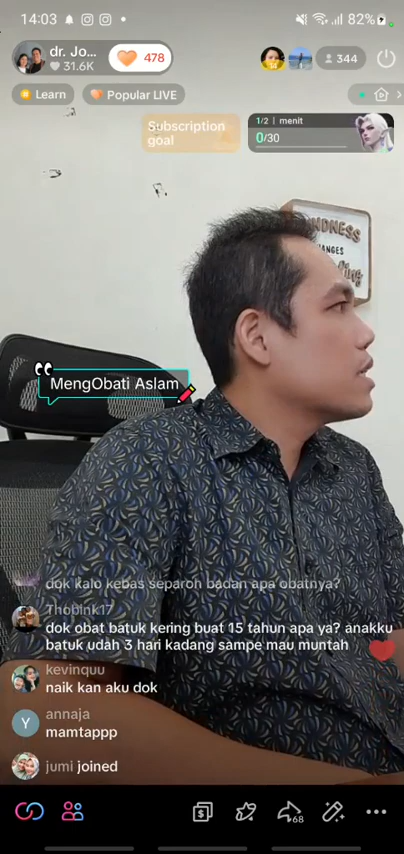 14:03
82%
dr. Jo...
31.6K
478
344
Learn
Popular LIVE
Subscription goal
1/2 | menit
0/30
NDNESS
ANGES
MengObati Aslam
dok kalo kebas separoh badan apa obatnya?
Thobink17
dok obat batuk kering buat 15 tahun apa ya? anakku
batuk udah 3 hari kadang sampe mau muntah
kevinquu
naik kan aku dok
Y
annaja
mamtappp
jumi joined
68